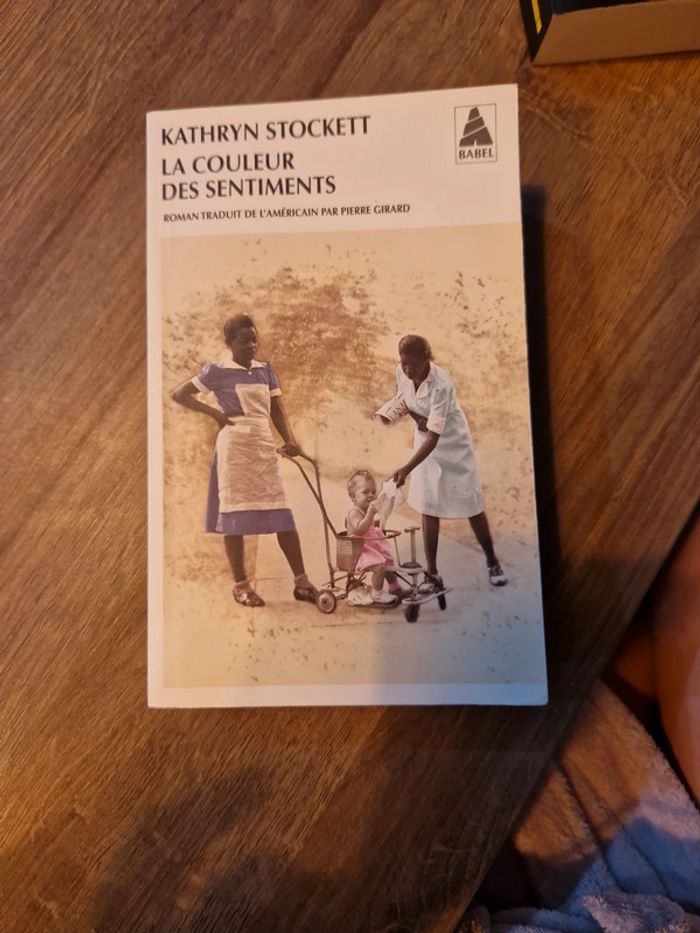 KATHRYN STOCKETT
LA COULEUR
DES SENTIMENTS
ROMAN TRADUIT DE L'AMÉRICAIN PAR PIERRE GIRARD
BABEL